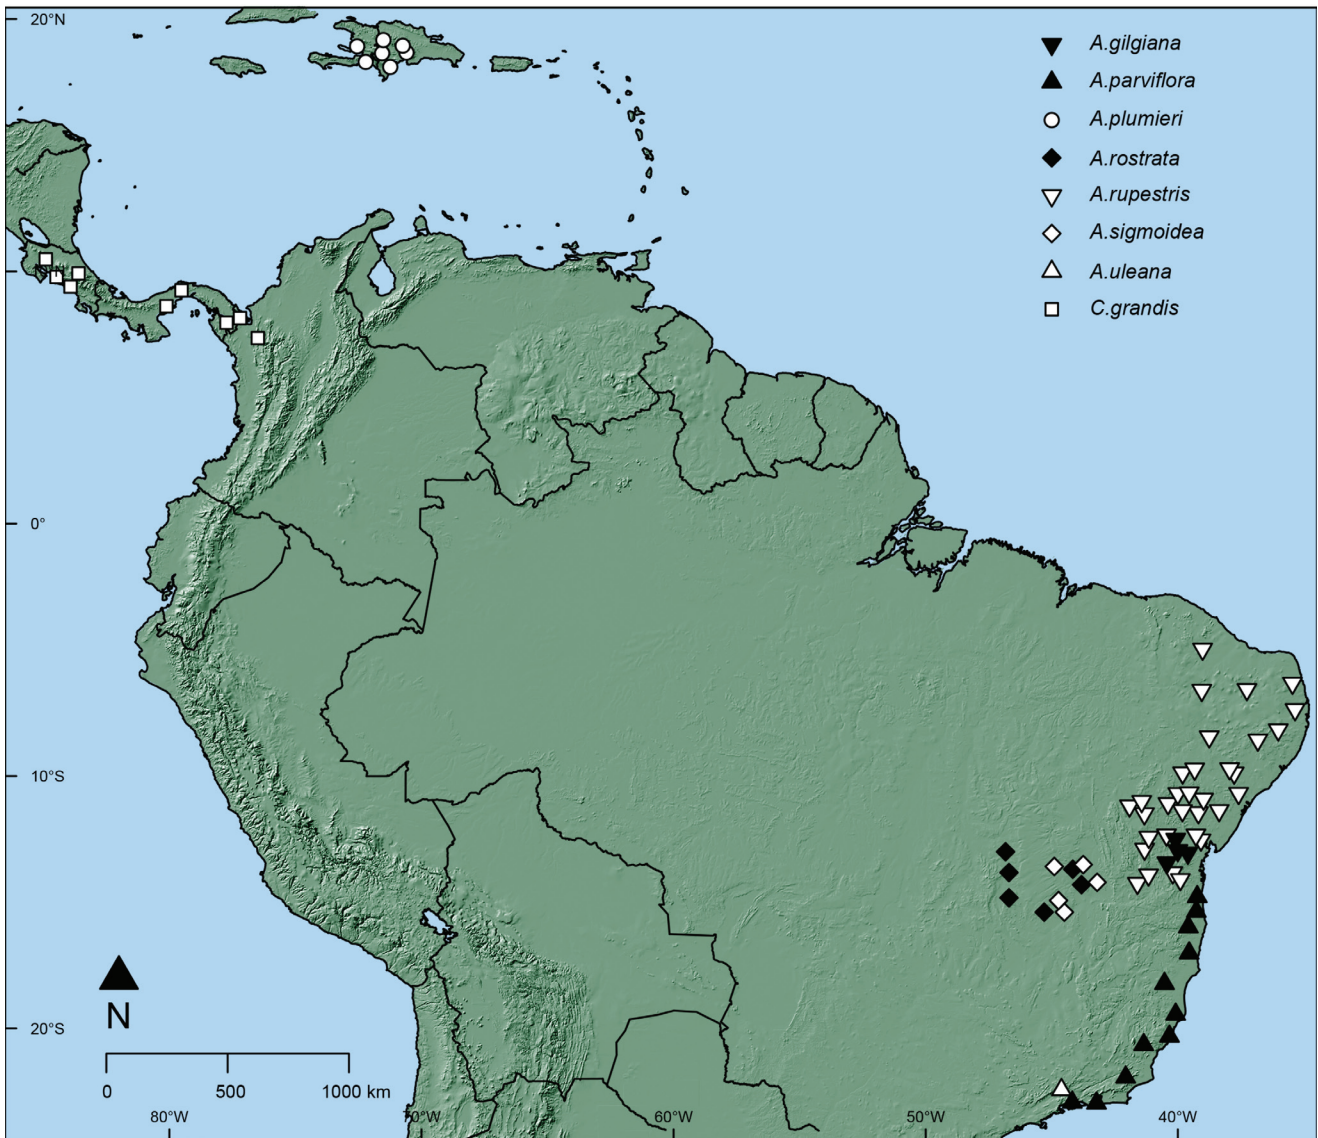 20°N
A.gilgiana
A.parviflora
A.plumieri
A.rostrata
A.rupestris
A.sigmoidea
A.uleana
C.grandis
0°
10°S
N
20°S
0 500 1000 km
80°W 70°W 60°W 50°W 40°W